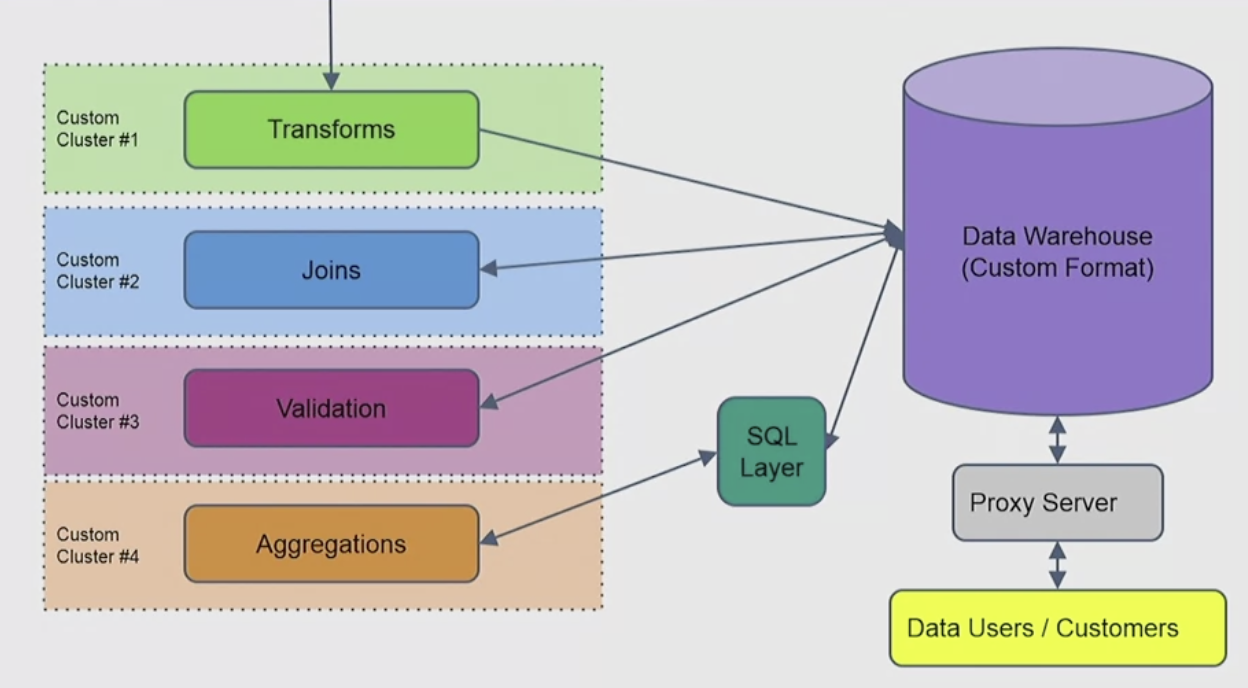 Custom
Cluster #1
Transforms
Custom
Cluster #2
Joins
Custom
Cluster #3
Validation
Custom
Cluster #4
Aggregations
SQL
Layer
Data Warehouse
(Custom Format)
Proxy Server
Data Users / Customers